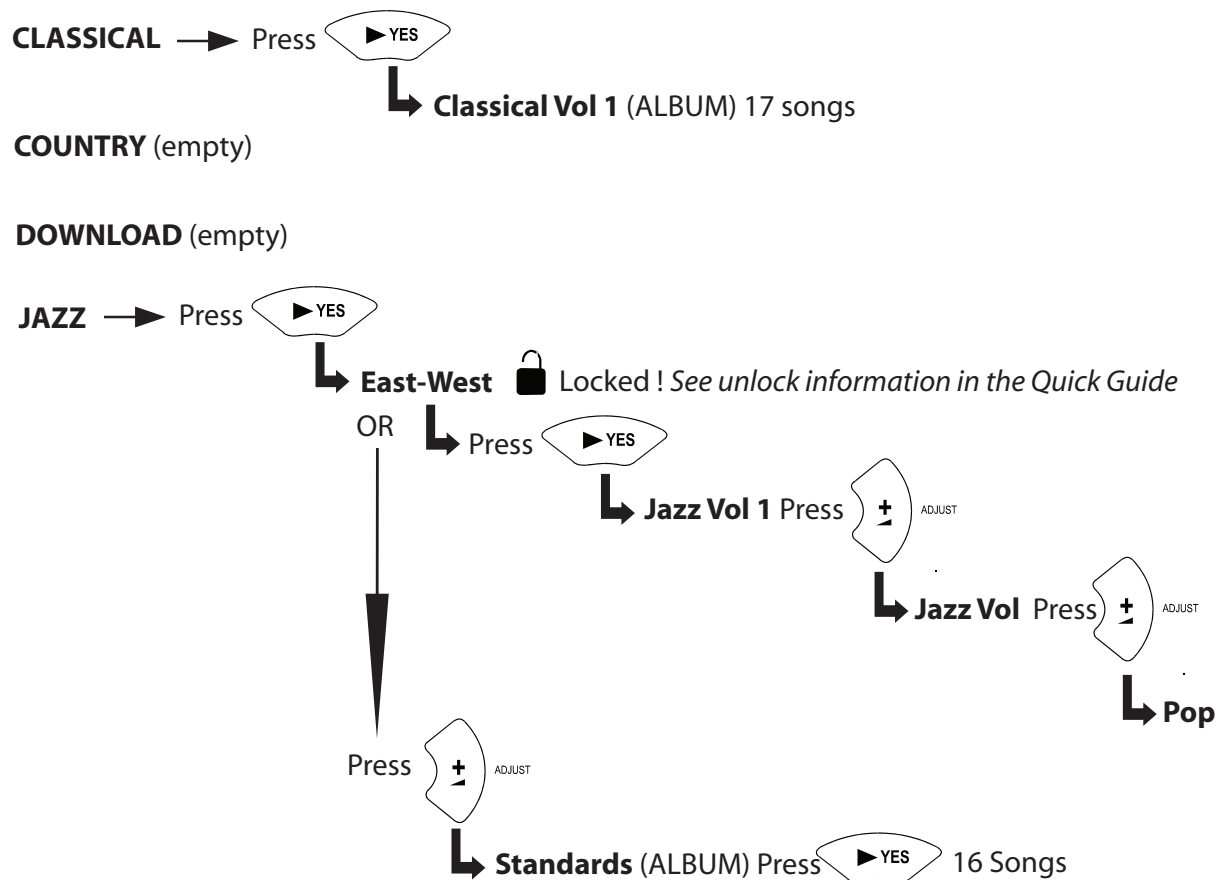 CLASSICAL Press ▶ YES
Classical Vol 1 (ALBUM) 17 songs
COUNTRY (empty)
DOWNLOAD (empty)
JAZZ Press ▶ YES
East-West Locked ! See unlock information in the Quick Guide
OR
Press ▶ YES
Jazz Vol 1 Press + ADJUST
Jazz Vol Press + ADJUST
Pop
Press + ADJUST
Standards (ALBUM) Press ▶ YES 16 Songs